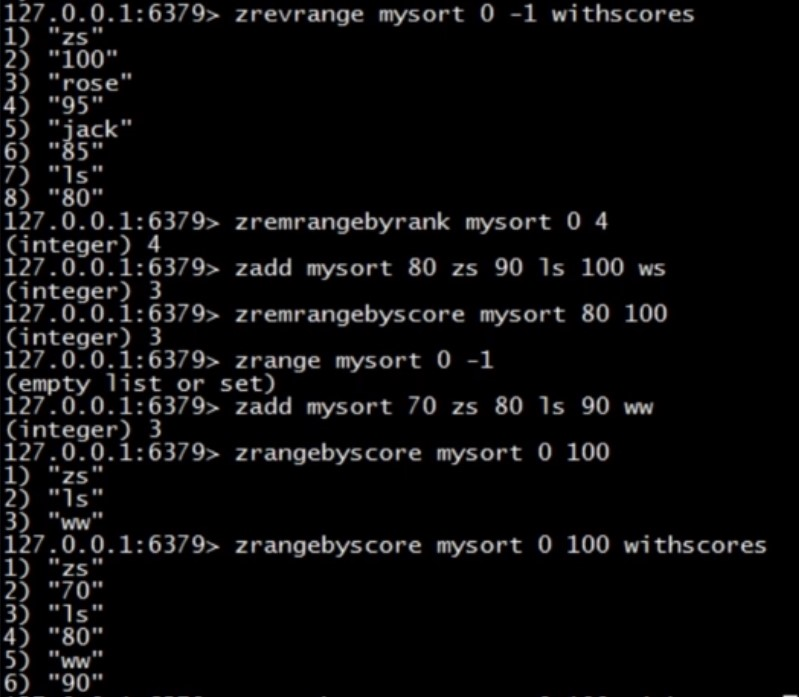 127.0.0.1:6379> zrevrange mysort 0 -1 withscores
1) "zs"
2) "100"
3) "rose"
4) "95"
5) "jack"
6) "85"
7) "ls"
8) "80"
127.0.0.1:6379> zremrangebyrank mysort 0 4
(integer) 4
127.0.0.1:6379> zadd mysort 80 zs 90 ls 100 ws
(integer) 3
127.0.0.1:6379> zremrangebyscore mysort 80 100
(integer) 3
127.0.0.1:6379> zrange mysort 0 -1
(empty list or set)
127.0.0.1:6379> zadd mysort 70 zs 80 ls 90 ww
(integer) 3
127.0.0.1:6379> zrangebyscore mysort 0 100
1) "zs"
2) "ls"
3) "ww"
127.0.0.1:6379> zrangebyscore mysort 0 100 withscores
1) "zs"
2) "70"
3) "ls"
4) "80"
5) "ww"
6) "90"